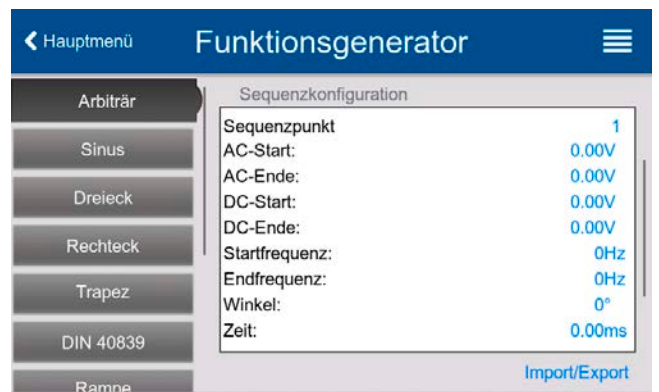 Hauptmenü
Funktionsgenerator
Arbiträr
Sinus
Dreieck
Rechteck
Trapez
DIN 40839
Rampe
Sequenzkonfiguration
Sequenzpunkt 1
AC-Start: 0.00V
AC-Ende: 0.00V
DC-Start: 0.00V
DC-Ende: 0.00V
Startfrequenz: 0Hz
Endfrequenz: 0Hz
Winkel: 0°
Zeit: 0.00ms
Import/Export